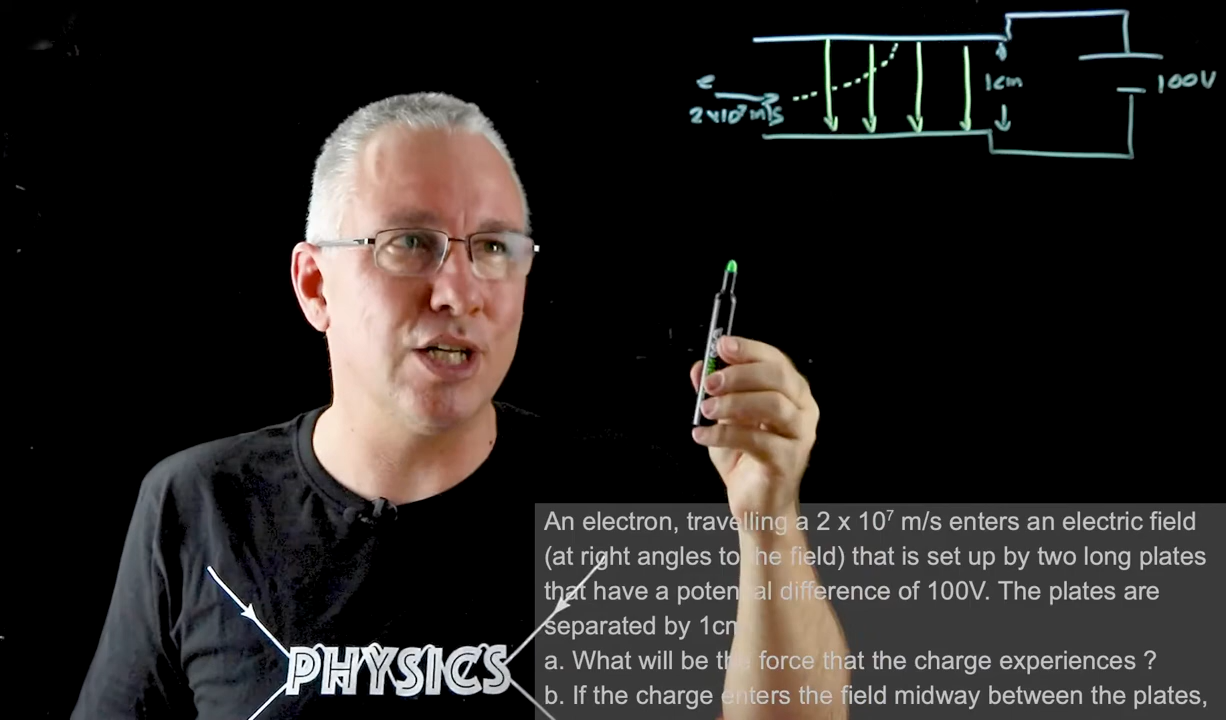 e
2x10⁷ m/s
1cm
100V
PHYSICS
An electron, travelling a 2 x 10⁷ m/s enters an electric field
(at right angles to the field) that is set up by two long plates
that have a potential difference of 100V. The plates are
separated by 1cm
a. What will be the force that the charge experiences ?
b. If the charge enters the field midway between the plates,